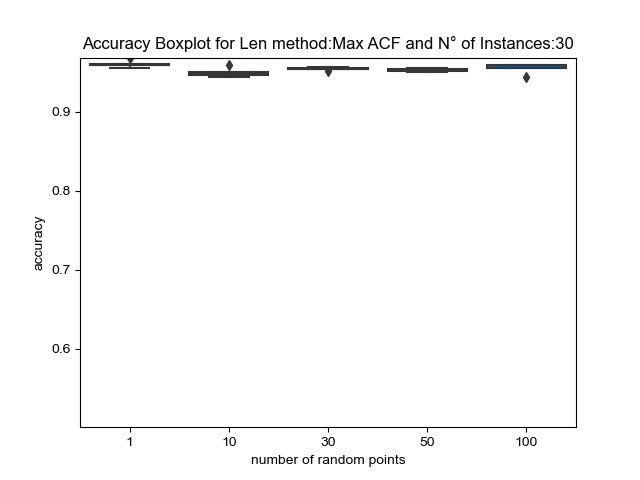 Accuracy Boxplot for Len method:Max ACF and N° of Instances:30
0.9
0.8
0.7
0.6
accuracy
1 10 30 50 100
number of random points